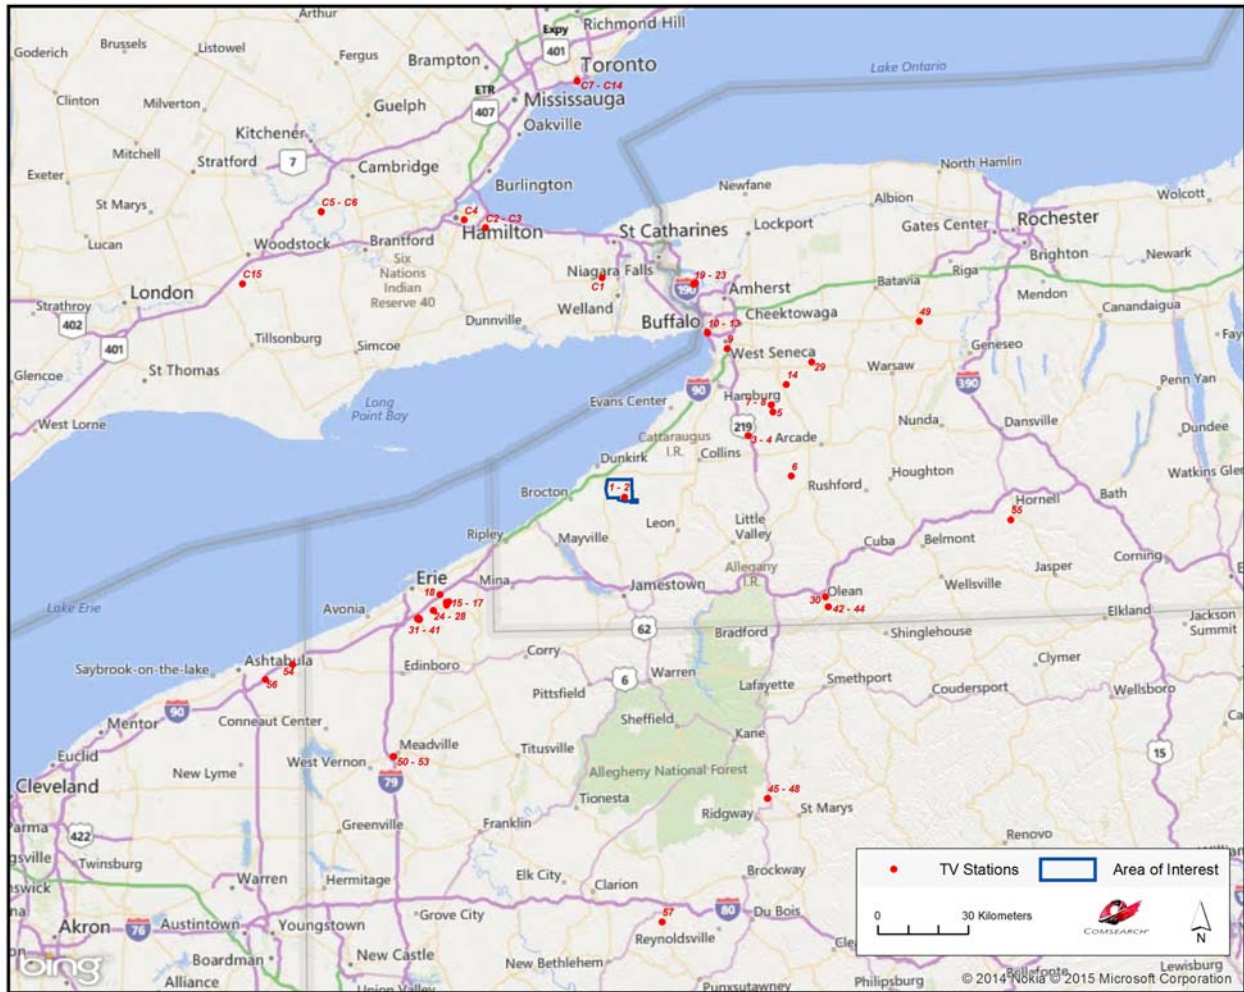 Arthur
Expy
Richmond Hill
Goderich
Brussels
Listowel
Fergus
Brampton
401
Toronto
C7 - C14
Lake Ontario
Clinton
Milverton
Guelph
ETR
407
Mississauga
Oakville
Kitchener
Mitchell
Stratford
7
Cambridge
Exeter
Burlington
North Hamlin
Newfane
Albion
Wolcott
St Marys
C5 - C6
C4
C2 - C3
Hamilton
St Catharines
Lockport
Gates Center
Rochester
Lucan
Woodstock
Brantford
Brighton
Newark
Six
Nations
Indian
Reserve 40
C15
Niagara Falls
C1
190
19 - 23
Amherst
Batavia
Riga
Mendon
London
Welland
Canandaigua
Strathroy
402
401
Tillsonburg
Dunnville
Buffalo
10 - 13
Cheektowaga
49
Simcoe
9
West Seneca
29
Geneseo
Glencoe
St Thomas
14
Warsaw
390
90
Hamburg
Penn Yan
Long
Point Bay
Evans Center
7 - 8
5
Nunda
Dansville
West Lorne
Cattaraugus
I.R.
219
3 - 4
Arcade
Dundee
Dunkirk
Collins
6
Rushford
Houghton
Watkins Glen
Brocton
1 - 2
Hornell
Bath
55
Leon
Little
Valley
Ripley
Mayville
Cuba
Belmont
Corning
Allegany
I.R.
Jasper
Erie
Mina
Jamestown
Olean
Wellsville
Lake Erie
Avonia
18
15 - 17
24 - 28
30
42 - 44
Elkland
Jackson
Summit
31 - 41
62
Bradford
Shinglehouse
Saybrook-on-the-lake
Ashtabula
54
Edinboro
Corry
Clymer
56
6
Warren
Lafayette
Smethport
Coudersport
Wellsboro
90
Pittsfield
Mentor
Conneaut Center
Sheffield
Kane
Euclid
Meadville
Titusville
15
New Lyme
West Vernon
50 - 53
Cleveland
79
Allegheny National Forest
45 - 48
Tionesta
Ridgway
St Marys
Parma
422
Greenville
Franklin
Renovo
Twinsburg
Brockway
Elk City
Warren
Hermitage
Clarion
Grove City
57
80
Du Bois
Akron
76
Austintown
Youngstown
Reynoldsville
Boardman
New Castle
New Bethlehem
bing
Alliance
Union Valley
Punxsutawney
Philipsburg
Bellefonte
Lewisburg
TV Stations
Area of Interest
0
30 Kilometers
COMSEARCH
N
© 2014 Nokia © 2015 Microsoft Corporation